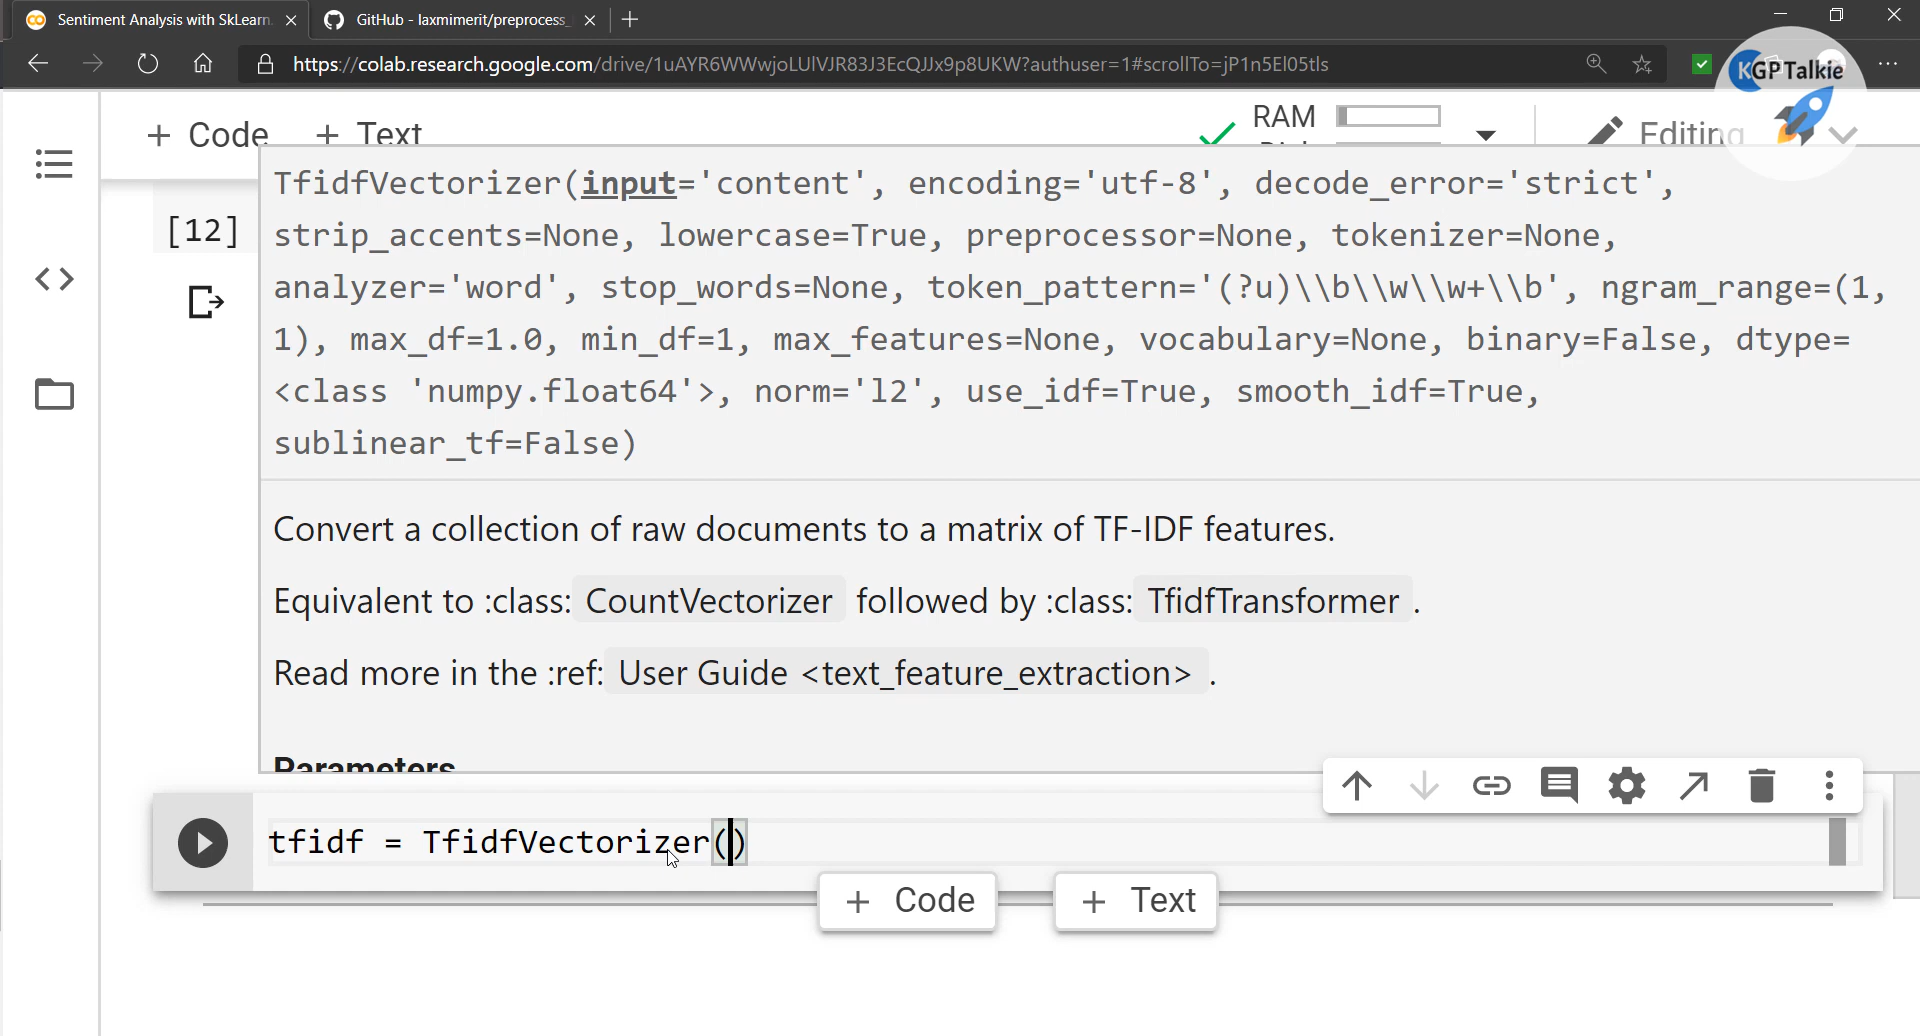 Sentiment Analysis with SkLearn
GitHub - laxmimerit/preprocess_
https://colab.research.google.com/drive/1uAYR6WWwjoLUlVJR83J3EcQJJx9p8UKW?authuser=1#scrollTo=jP1n5El05tls
KGPTalkie
+ Code + Text
RAM
Editing
[12]
TfidfVectorizer(input='content', encoding='utf-8', decode_error='strict',
strip_accents=None, lowercase=True, preprocessor=None, tokenizer=None,
analyzer='word', stop_words=None, token_pattern='(?u)\\b\\w\\w+\\b', ngram_range=(1,
1), max_df=1.0, min_df=1, max_features=None, vocabulary=None, binary=False, dtype=
<class 'numpy.float64'>, norm='l2', use_idf=True, smooth_idf=True,
sublinear_tf=False)
Convert a collection of raw documents to a matrix of TF-IDF features.
Equivalent to :class: CountVectorizer followed by :class: TfidfTransformer .
Read more in the :ref: User Guide <text_feature_extraction> .
Parameters
tfidf = TfidfVectorizer()
+ Code + Text